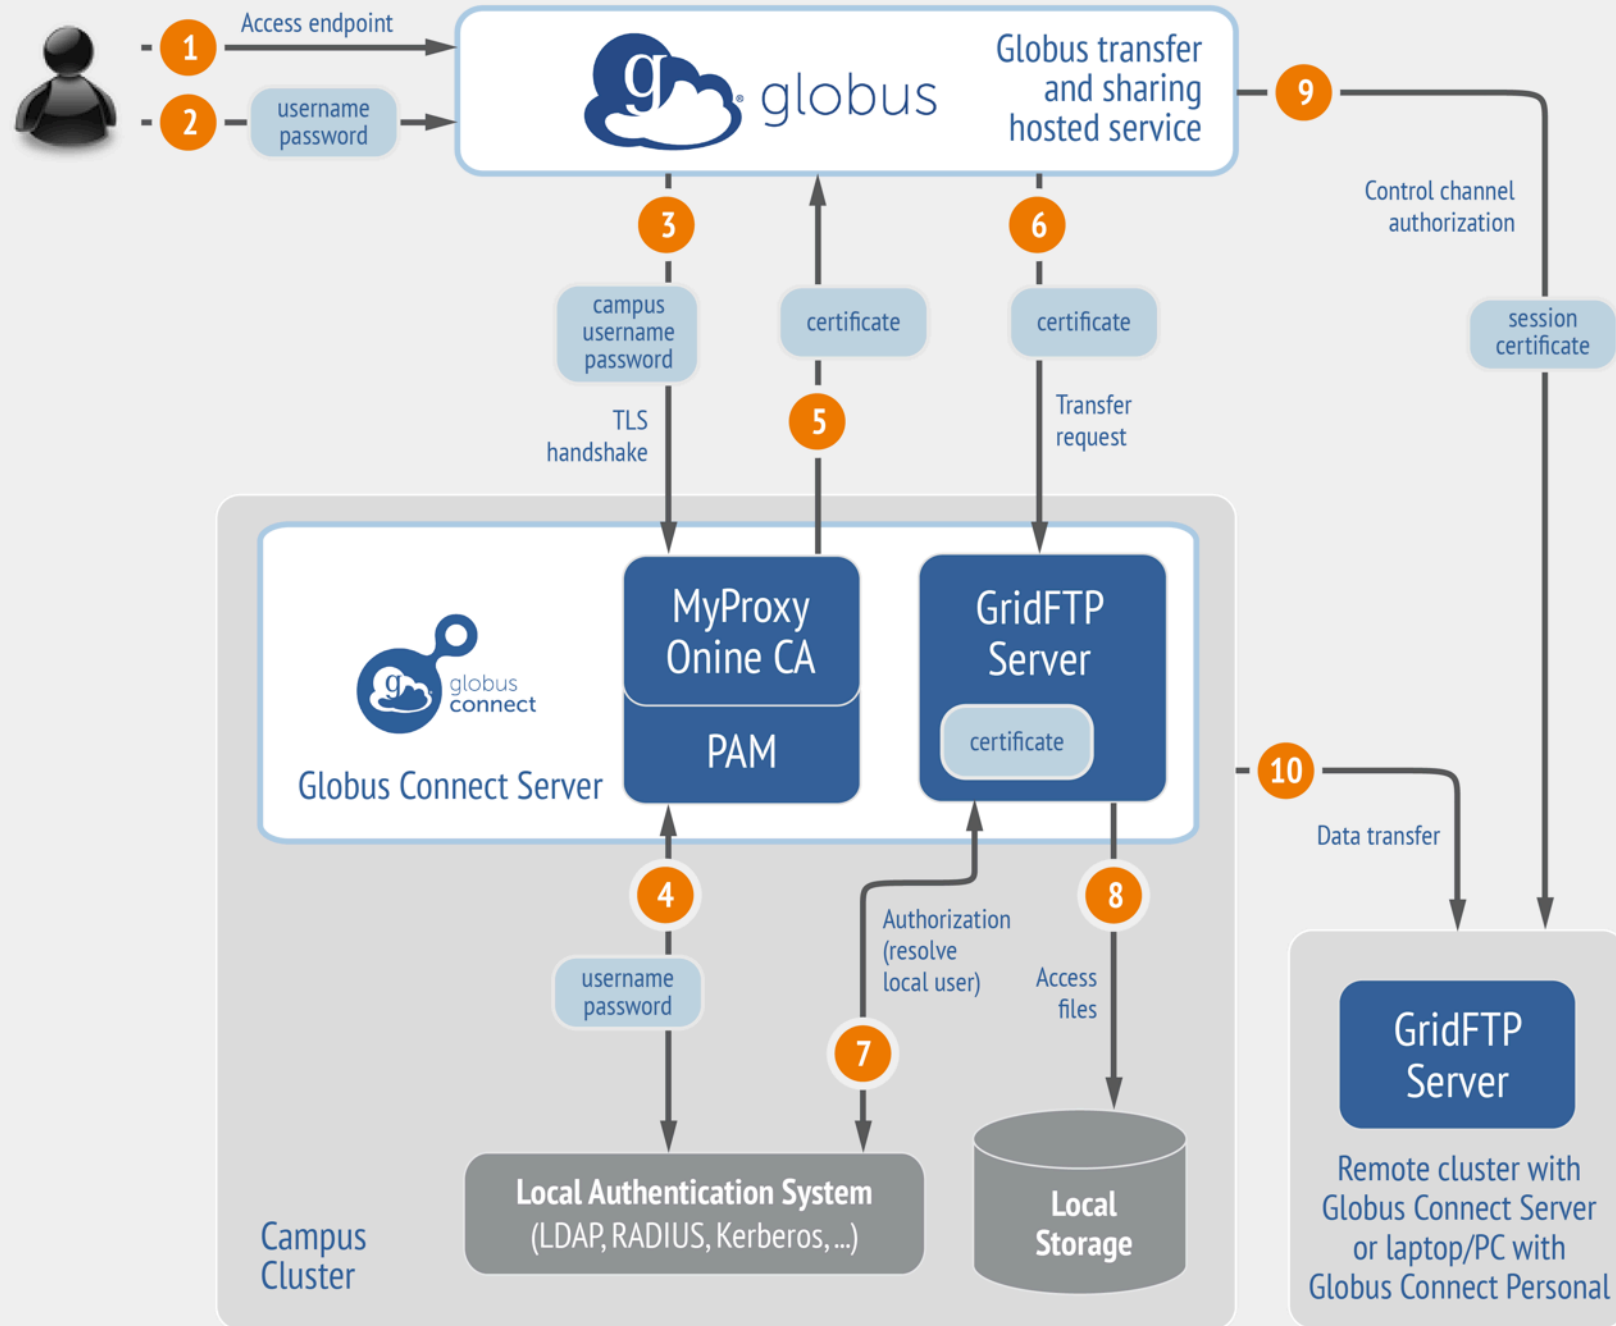 Access endpoint
1
2
username
password
g
globus
®
Globus transfer
and sharing
hosted service
9
3
6
Control channel
authorization
campus
username
password
certificate
certificate
session
certificate
TLS
handshake
5
Transfer
request
MyProxy
Onine CA
PAM
GridFTP
Server
certificate
g
globus
connect
Globus Connect Server
10
Data transfer
4
username
password
Authorization
(resolve
local user)
7
8
Access
files
Local Authentication System
(LDAP, RADIUS, Kerberos, ...)
Local
Storage
Campus
Cluster
GridFTP
Server
Remote cluster with
Globus Connect Server
or laptop/PC with
Globus Connect Personal